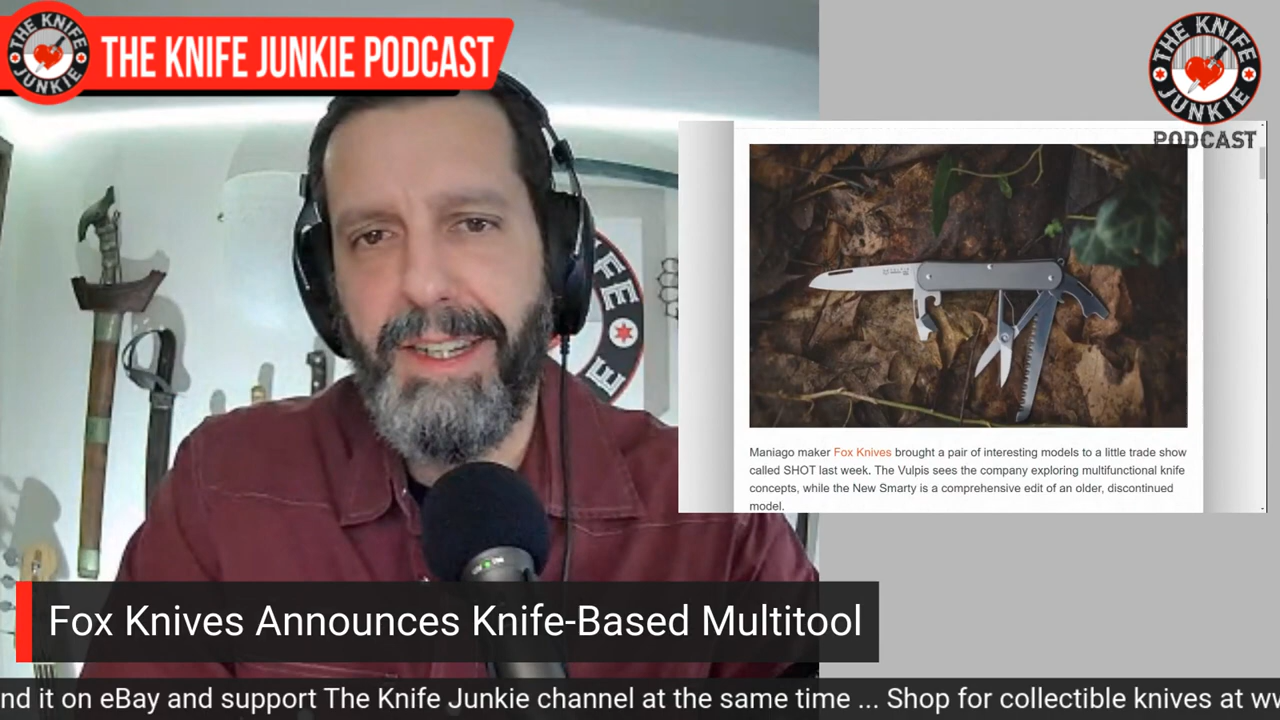 THE KNIFE
JUNKIE
THE KNIFE JUNKIE PODCAST
THE KNIFE
JUNKIE
PODCAST
KNIFE
IE
Maniago maker Fox Knives brought a pair of interesting models to a little trade show
called SHOT last week. The Vulpis sees the company exploring multifunctional knife
concepts, while the New Smarty is a comprehensive edit of an older, discontinued
model.
Fox Knives Announces Knife-Based Multitool
nd it on eBay and support The Knife Junkie channel at the same time ... Shop for collectible knives at ww